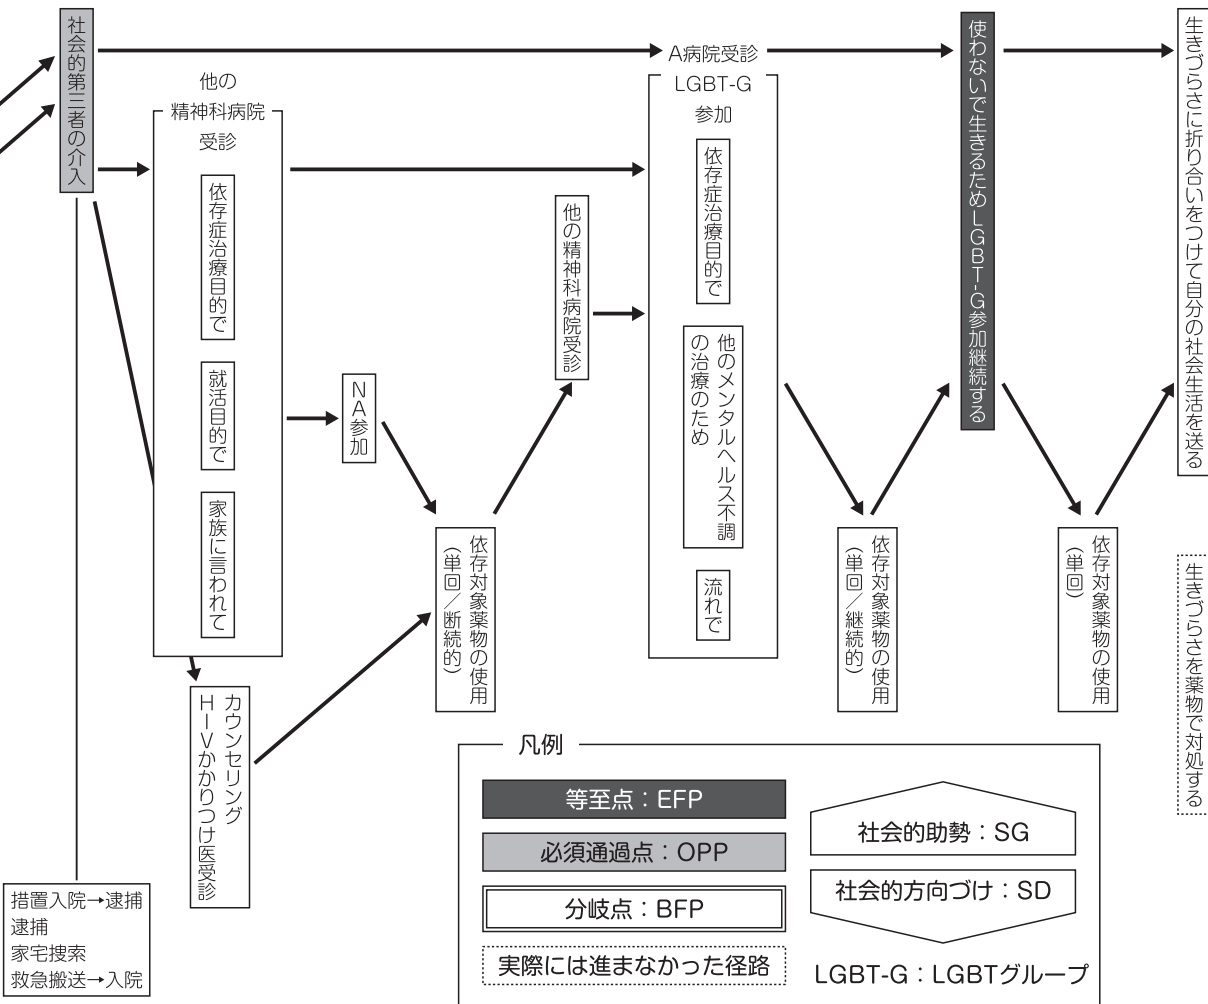 社会的第三者の介入
他の
精神科病院
受診
依存症治療目的で
就活目的で
家族に言われて
NA参加
カウンセリング
HIVかかりつけ医受診
依存対象薬物の使用
(単回/断続的)
他の精神科病院受診
A病院受診
LGBT-G
参加
依存症治療目的で
他のメンタルヘルス不調
の治療のため
流れで
依存対象薬物の使用
(単回/継続的)
使わないで生きるためLGBT-G参加継続する
依存対象薬物の使用
(単回)
生きづらさに折り合いをつけて自分の社会生活を送る
生きづらさを薬物で対処する
措置入院→逮捕
逮捕
家宅捜索
救急搬送→入院
凡例
等至点:EFP
必須通過点:OPP
分岐点:BFP
実際には進まなかった径路
社会的助勢:SG
社会的方向づけ:SD
LGBT-G:LGBTグループ